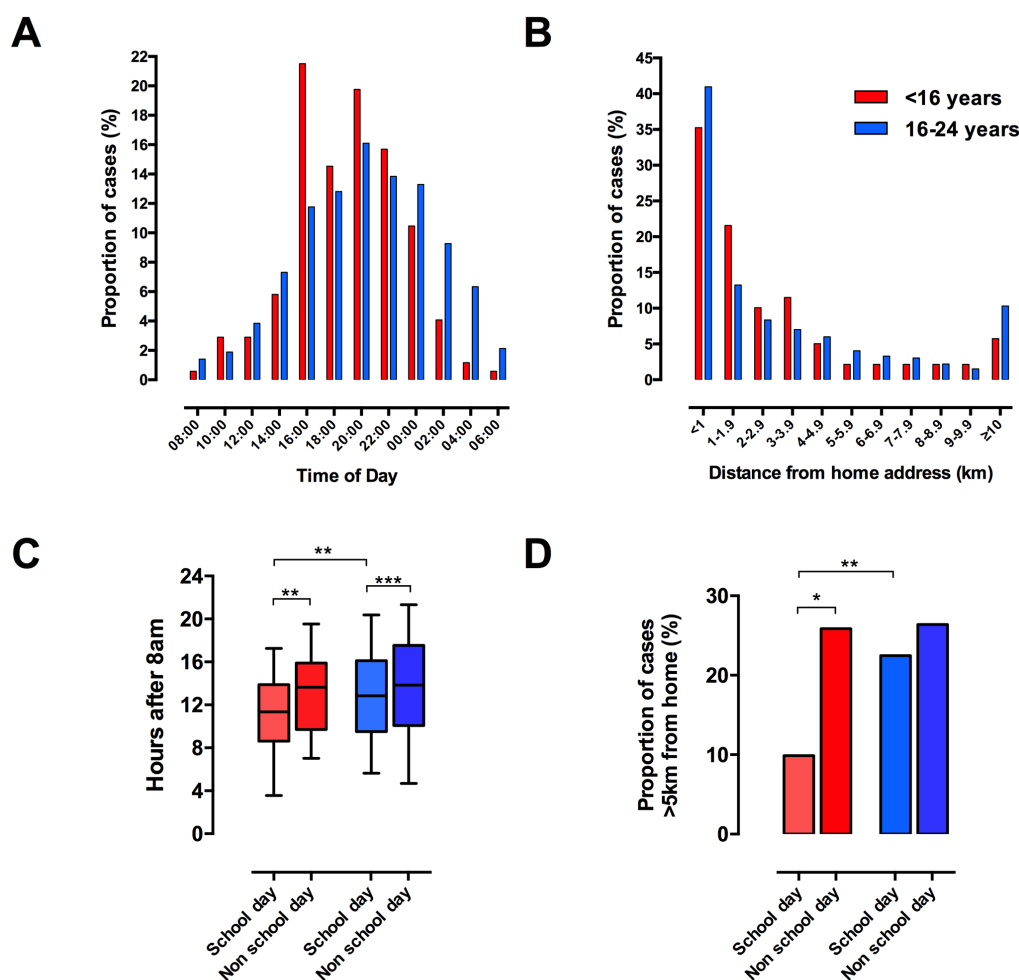 A
Proportion of cases (%)
22
20
18
16
14
12
10
8
6
4
2
0
08:00
10:00
12:00
14:00
16:00
18:00
20:00
22:00
00:00
02:00
04:00
06:00
Time of Day
B
Proportion of cases (%)
45
40
35
30
25
20
15
10
5
0
<16 years
16-24 years
<1
1-1.9
2-2.9
3-3.9
4-4.9
5-5.9
6-6.9
7-7.9
8-8.9
9-9.9
≥10
Distance from home address (km)
C
Hours after 8am
24
20
16
12
8
4
0
**
**
***
School day
Non school day
School day
Non school day
D
Proportion of cases
>5km from home (%)
30
20
10
0
**
*
School day
Non school day
School day
Non school day